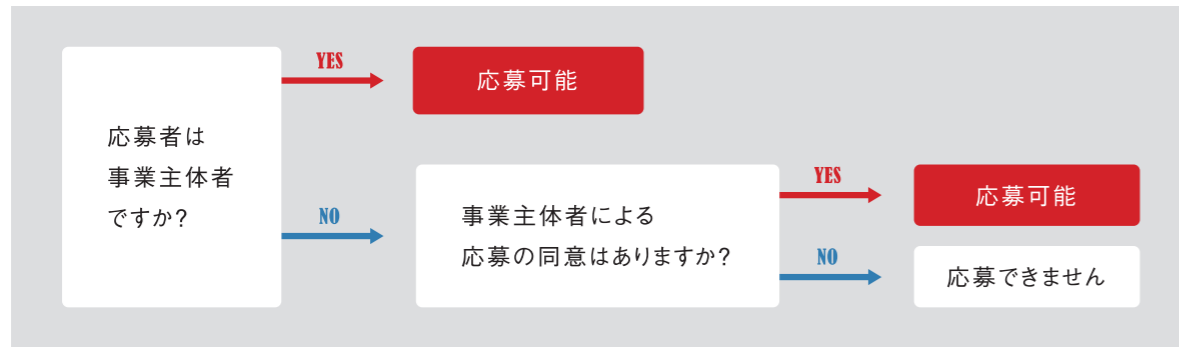 応募者は
事業主体者
ですか?
YES
応募可能
NO
事業主体者による
応募の同意はありますか?
YES
応募可能
NO
応募できません